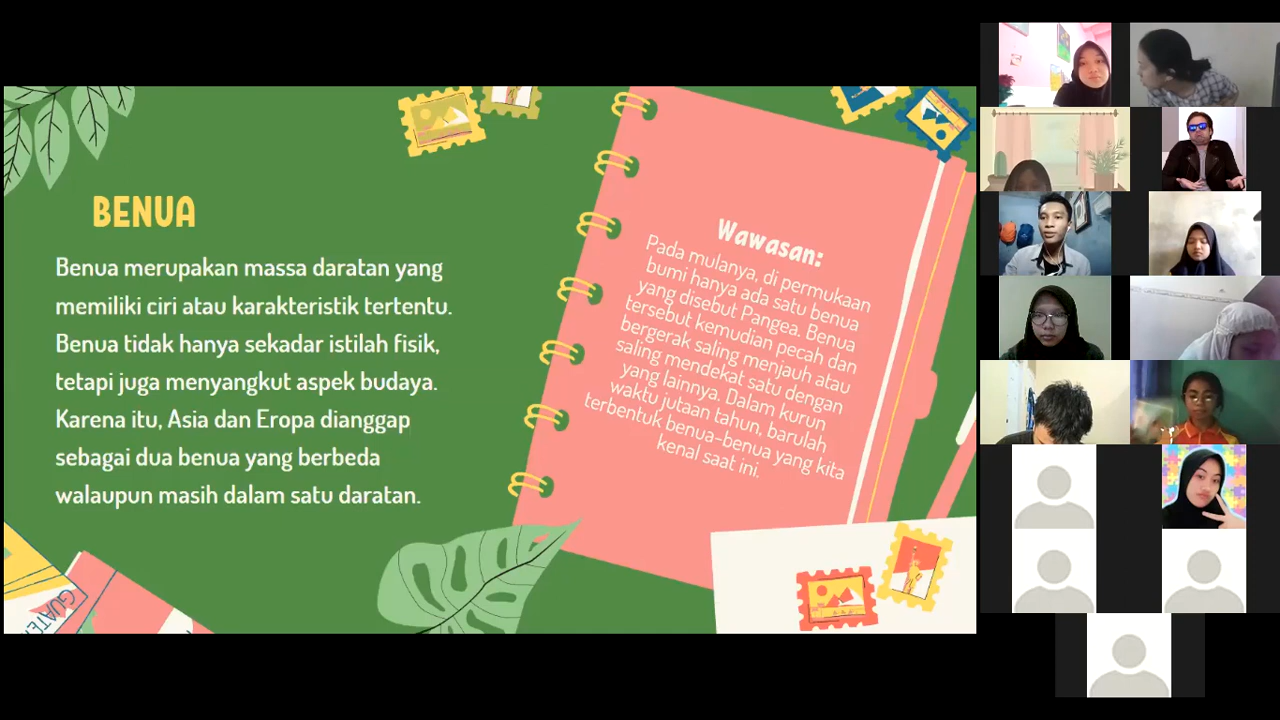 BENUA
Benua merupakan massa daratan yang
memiliki ciri atau karakteristik tertentu.
Benua tidak hanya sekadar istilah fisik,
tetapi juga menyangkut aspek budaya.
Karena itu, Asia dan Eropa dianggap
sebagai dua benua yang berbeda
walaupun masih dalam satu daratan.
Wawasan:
Pada mulanya, di permukaan
bumi hanya ada satu benua
yang disebut Pangea. Benua
tersebut kemudian pecah dan
bergerak saling menjauh atau
saling mendekat satu dengan
yang lainnya. Dalam kurun
waktu jutaan tahun, barulah
terbentuk benua-benua yang kita
kenal saat ini.